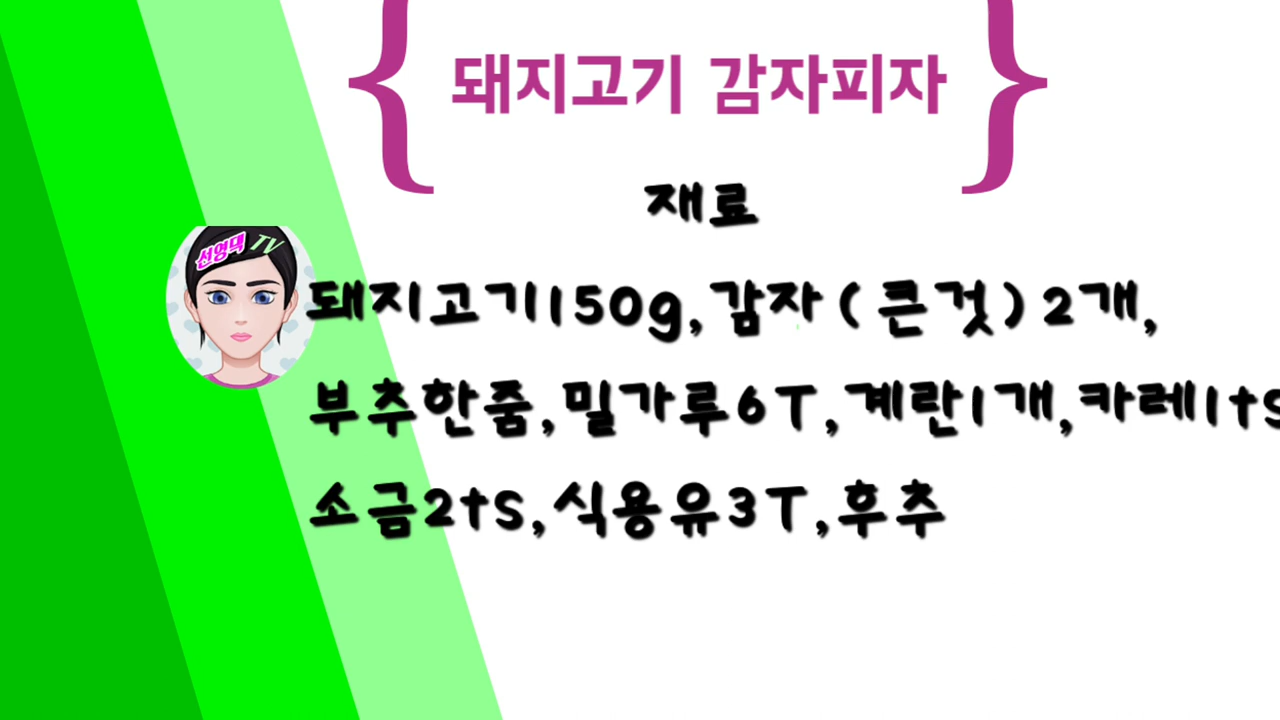 { 돼지고기 감자피자 }
재료
선영댁 TV
돼지고기150g,감자(큰것)2개,
부추한줌,밀가루6T,계란1개,카레1ts
소금2ts,식용유3T,후추